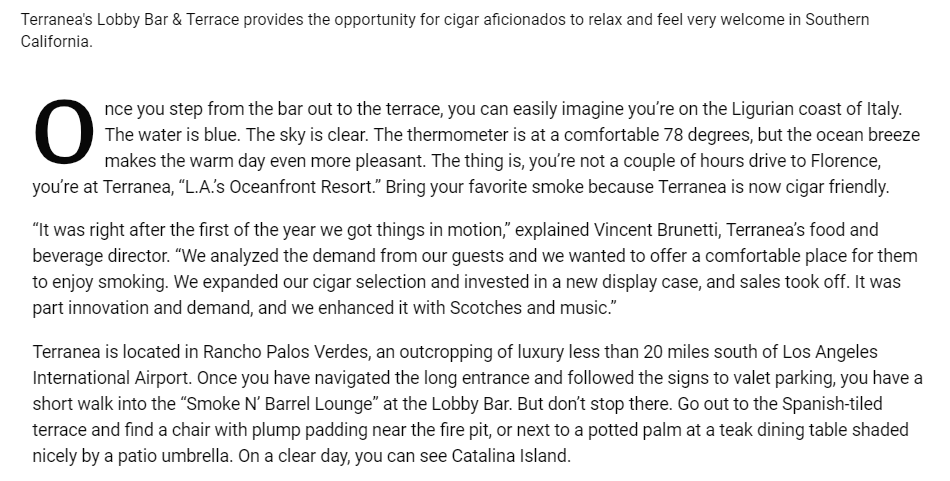 Terranea's Lobby Bar & Terrace provides the opportunity for cigar aficionados to relax and feel very welcome in Southern
California.
Once you step from the bar out to the terrace, you can easily imagine you’re on the Ligurian coast of Italy.
The water is blue. The sky is clear. The thermometer is at a comfortable 78 degrees, but the ocean breeze
makes the warm day even more pleasant. The thing is, you’re not a couple of hours drive to Florence,
you’re at Terranea, “L.A.’s Oceanfront Resort.” Bring your favorite smoke because Terranea is now cigar friendly.
“It was right after the first of the year we got things in motion,” explained Vincent Brunetti, Terranea’s food and
beverage director. “We analyzed the demand from our guests and we wanted to offer a comfortable place for them
to enjoy smoking. We expanded our cigar selection and invested in a new display case, and sales took off. It was
part innovation and demand, and we enhanced it with Scotches and music.”
Terranea is located in Rancho Palos Verdes, an outcropping of luxury less than 20 miles south of Los Angeles
International Airport. Once you have navigated the long entrance and followed the signs to valet parking, you have a
short walk into the “Smoke N’ Barrel Lounge” at the Lobby Bar. But don’t stop there. Go out to the Spanish-tiled
terrace and find a chair with plump padding near the fire pit, or next to a potted palm at a teak dining table shaded
nicely by a patio umbrella. On a clear day, you can see Catalina Island.